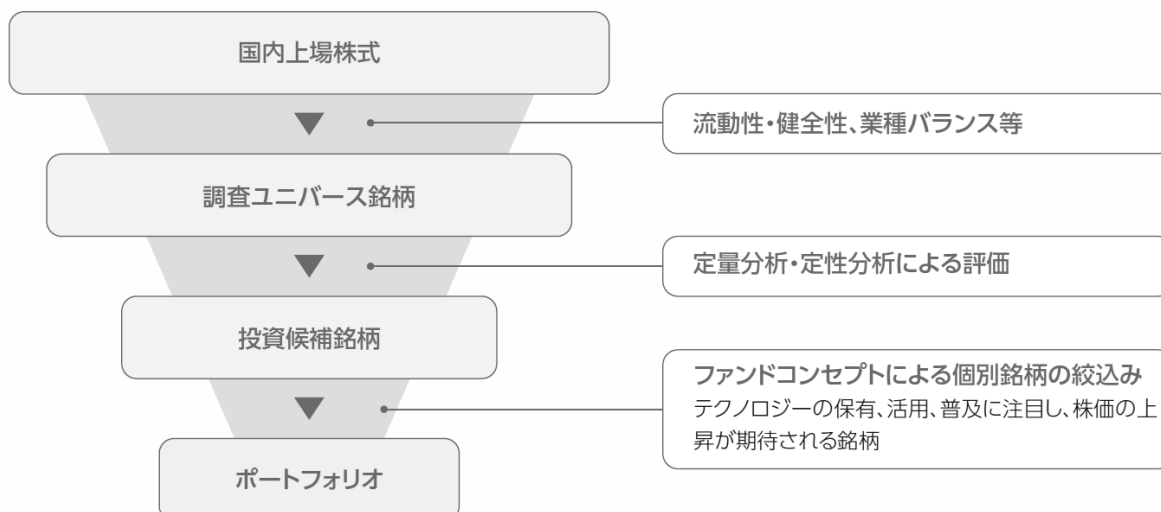 国内上場株式
流動性・健全性、業種バランス等
調査ユニバース銘柄
定量分析・定性分析による評価
投資候補銘柄
ファンドコンセプトによる個別銘柄の絞込み
テクノロジーの保有、活用、普及に注目し、株価の上
昇が期待される銘柄
ポートフォリオ